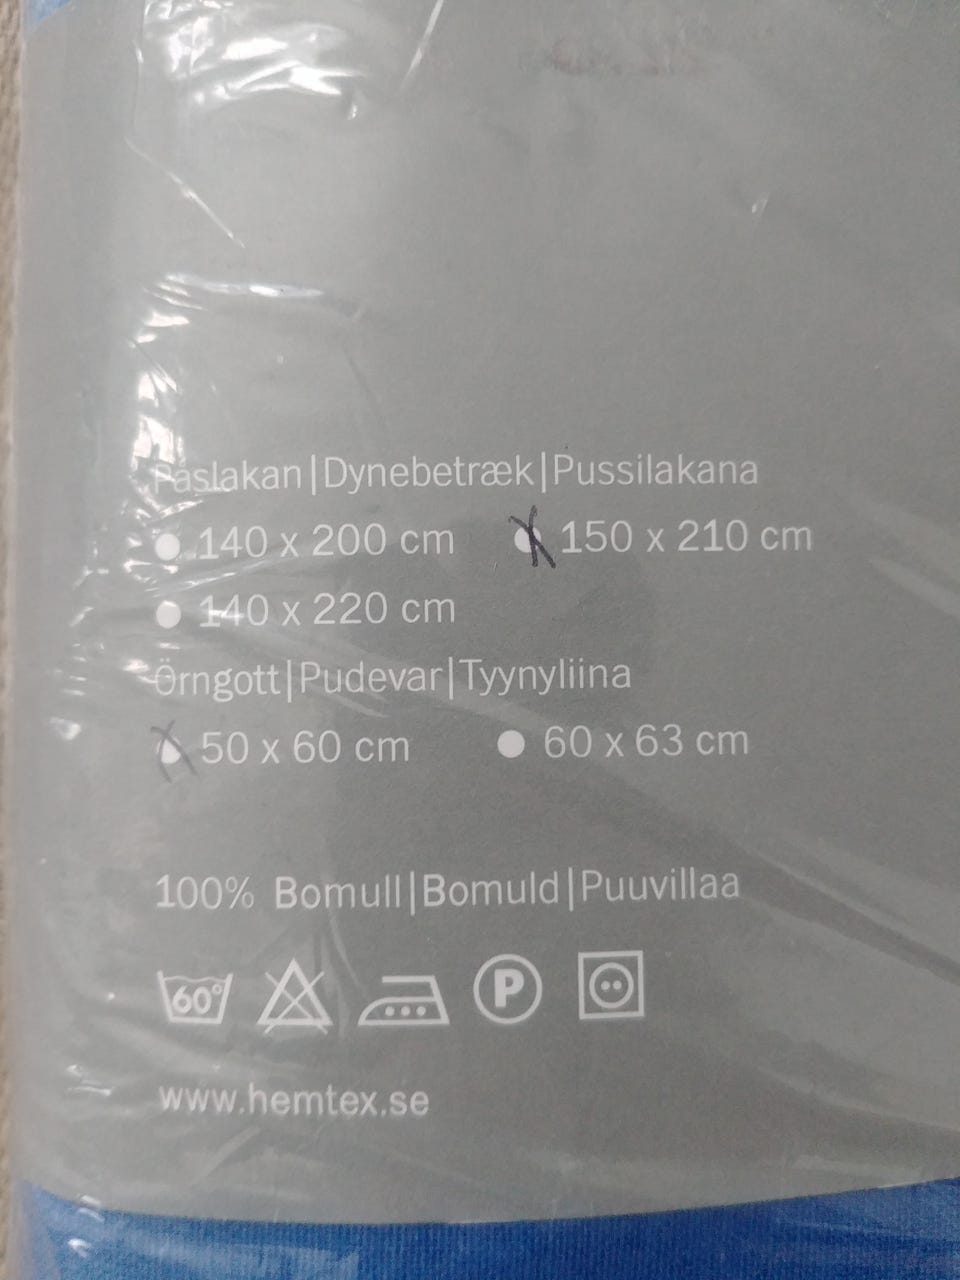 Påslakan|Dynebetræk|Pussilakana
140 x 200 cm 150 x 210 cm
140 x 220 cm
Örngott|Pudevar|Tyynyliina
50 x 60 cm 60 x 63 cm
100% Bomull|Bomuld|Puuvillaa
60° P
www.hemtex.se